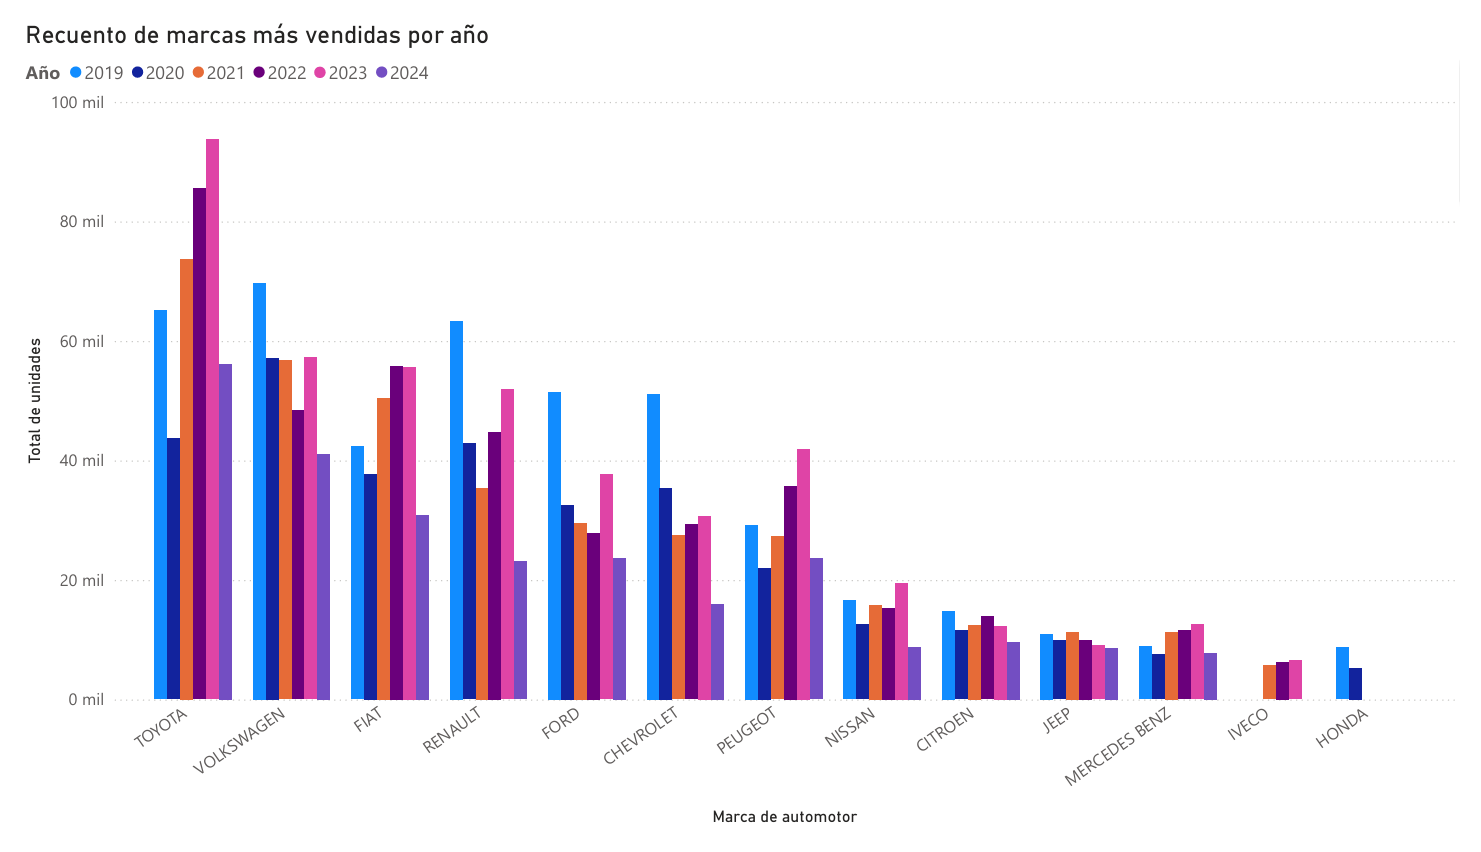 Recuento de marcas más vendidas por año
Año 2019 2020 2021 2022 2023 2024
100 mil
80 mil
60 mil
40 mil
20 mil
0 mil
Total de unidades
TOYOTA
VOLKSWAGEN
FIAT
RENAULT
FORD
CHEVROLET
PEUGEOT
NISSAN
CITROEN
JEEP
MERCEDES BENZ
IVECO
HONDA
Marca de automotor